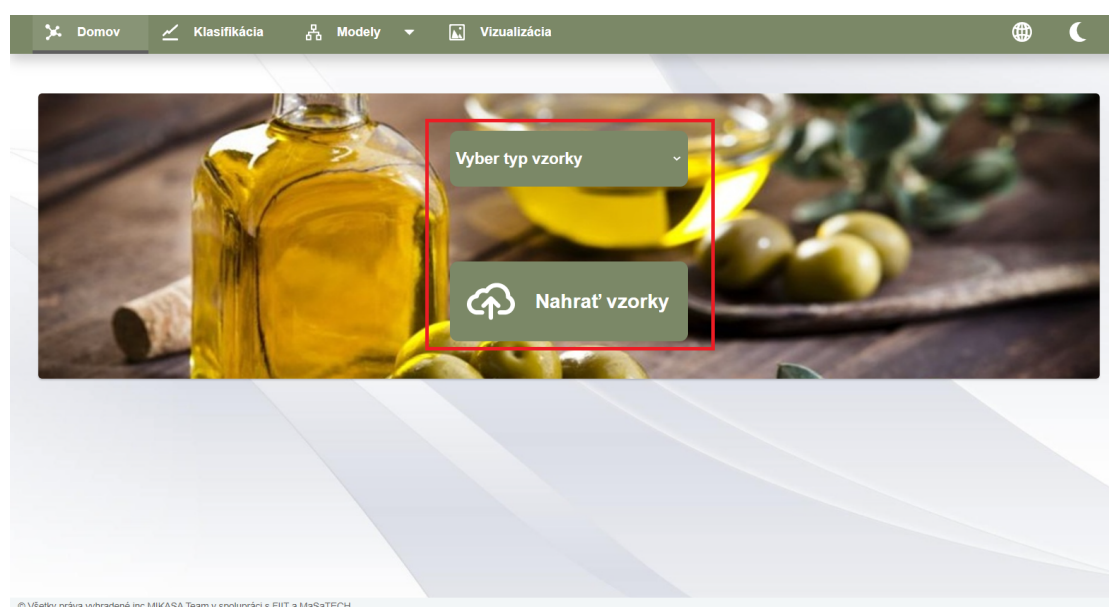 Domov Klasifikácia Modely Vizualizácia
Vyber typ vzorky
Nahrať vzorky
© Všetky práva vyhradené inc.MIKASA Team v spolupráci s FIIT a MaSaTECH